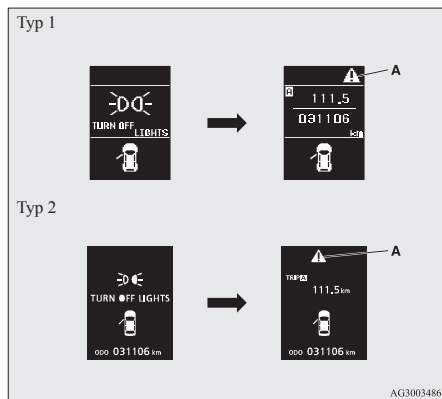 Typ 1
TURN OFF
LIGHTS
A
A
111.5
031106
km
Typ 2
TURN OFF LIGHTS
ODO 031106 km
A
TRIP A
111.5 km
ODO 031106 km
AG3003486